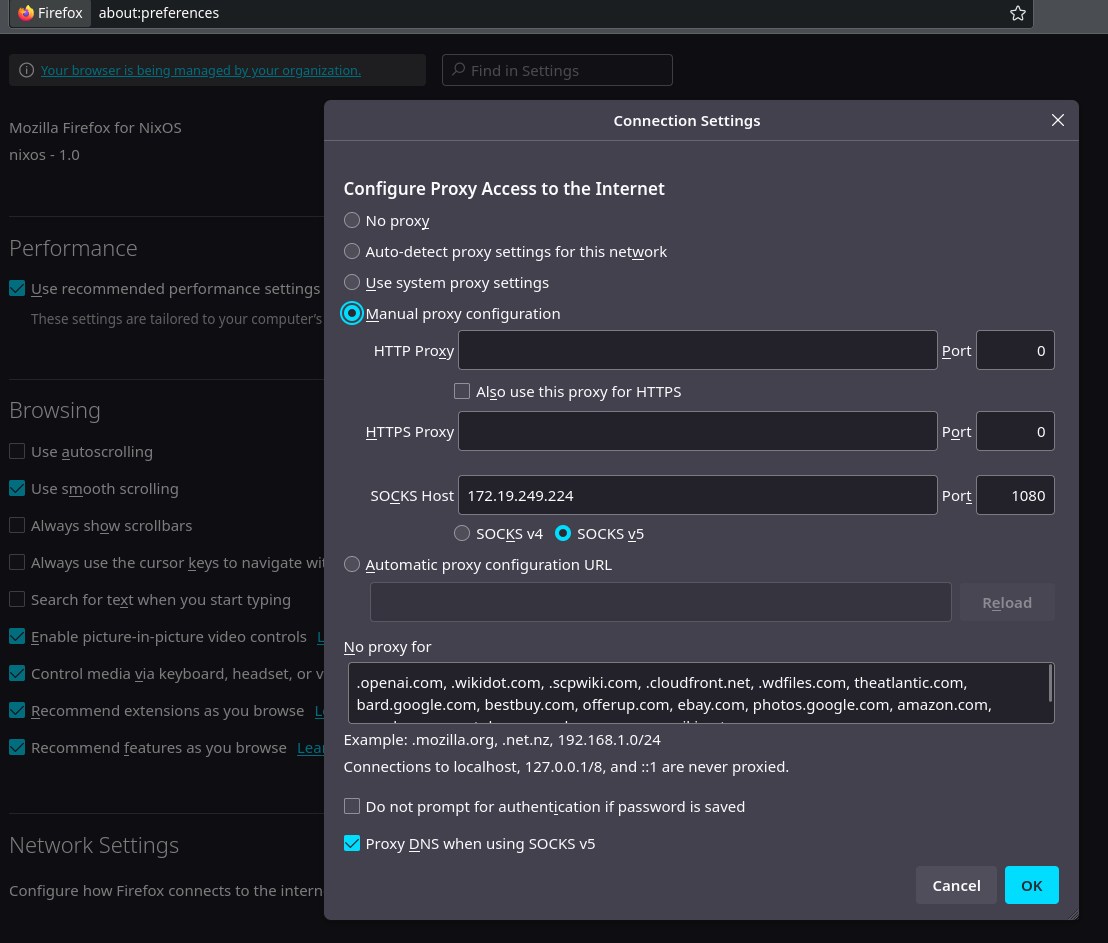 Firefox about:preferences
Your browser is being managed by your organization.
Find in Settings
Mozilla Firefox for NixOS
nixos - 1.0
Performance
Use recommended performance settings
These settings are tailored to your computer's
Browsing
Use autoscrolling
Use smooth scrolling
Always show scrollbars
Always use the cursor keys to navigate
Search for text when you start typing
Enable picture-in-picture video controls
Control media via keyboard, headset, or
Recommend extensions as you browse
Recommend features as you browse
Network Settings
Configure how Firefox connects to the
Connection Settings
Configure Proxy Access to the Internet
No proxy
Auto-detect proxy settings for this network
Use system proxy settings
Manual proxy configuration
HTTP Proxy Port 0
Also use this proxy for HTTPS
HTTPS Proxy Port 0
SOCKS Host 172.19.249.224 Port 1080
SOCKS v4 SOCKS v5
Automatic proxy configuration URL
Reload
No proxy for
.openai.com, .wikidot.com, .scpwiki.com, .cloudfront.net, .wdfiles.com, theatlantic.com,
bard.google.com, bestbuy.com, offerup.com, ebay.com, photos.google.com, amazon.com,
Example: .mozilla.org, .net.nz, 192.168.1.0/24
Connections to localhost, 127.0.0.1/8, and ::1 are never proxied.
Do not prompt for authentication if password is saved
Proxy DNS when using SOCKS v5
Cancel OK